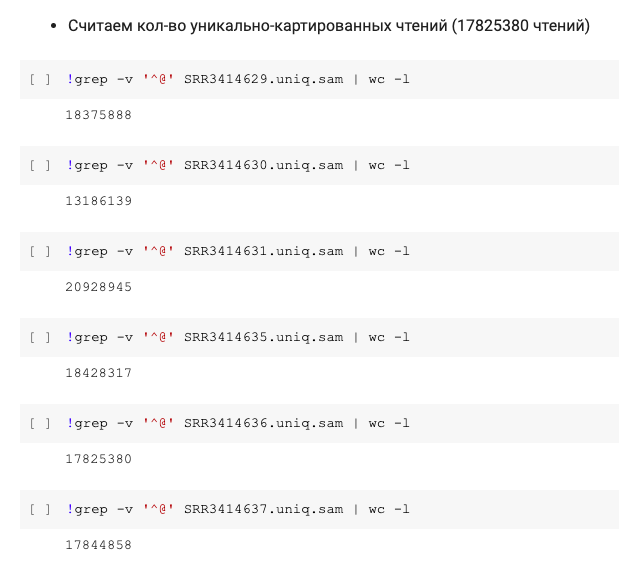 • Считаем кол-во уникально-картированных чтений (17825380 чтений)
[ ] !grep -v '^@' SRR3414629.uniq.sam | wc -l
18375888
[ ] !grep -v '^@' SRR3414630.uniq.sam | wc -l
13186139
[ ] !grep -v '^@' SRR3414631.uniq.sam | wc -l
20928945
[ ] !grep -v '^@' SRR3414635.uniq.sam | wc -l
18428317
[ ] !grep -v '^@' SRR3414636.uniq.sam | wc -l
17825380
[ ] !grep -v '^@' SRR3414637.uniq.sam | wc -l
17844858